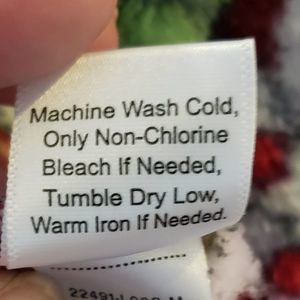 Machine Wash Cold,
Only Non-Chlorine
Bleach If Needed,
Tumble Dry Low,
Warm Iron If Needed.